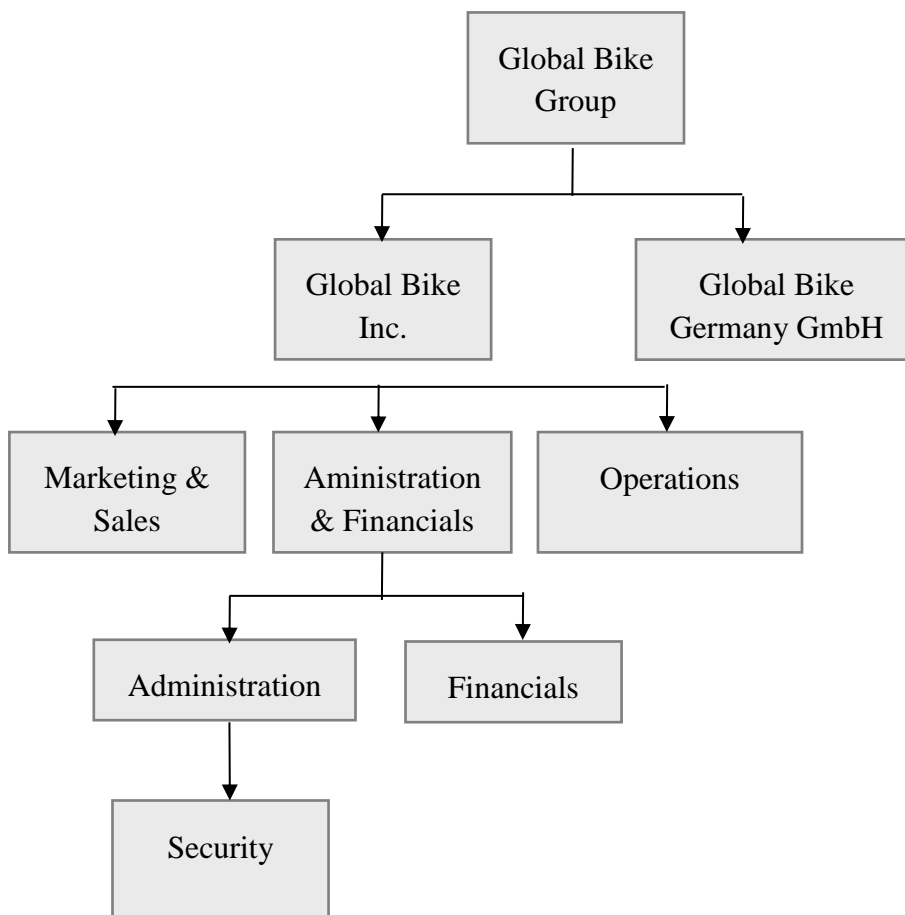 Global Bike
Group
Global Bike
Inc.
Global Bike
Germany GmbH
Marketing &
Sales
Aministration
& Financials
Operations
Administration
Financials
Security